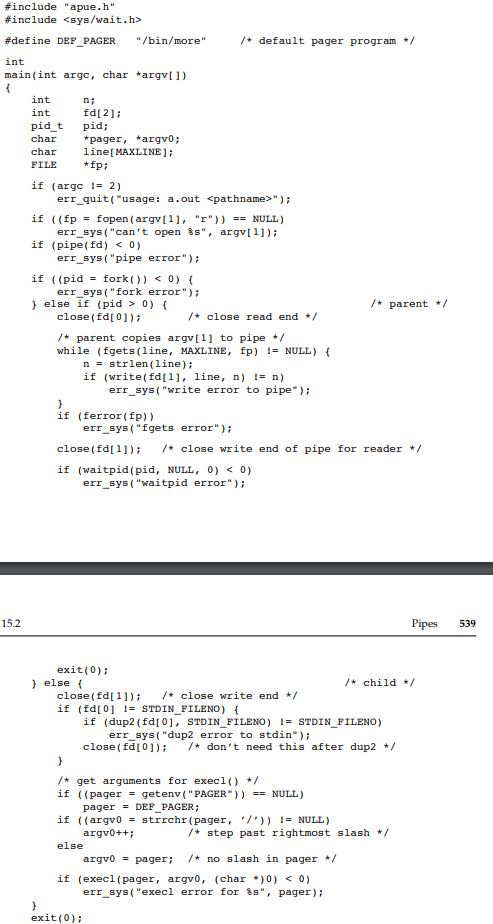 #include "apue.h"
#include <sys/wait.h>
#define DEF_PAGER   "/bin/more"     /* default pager program */
int
main(int argc, char *argv[])
{
    int     n;
    int     fd[2];
    pid_t   pid;
    char    *pager, *argv0;
    char    line[MAXLINE];
    FILE    *fp;
    if (argc != 2)
        err_quit("usage: a.out <pathname>");
    if ((fp = fopen(argv[1], "r")) == NULL)
        err_sys("can't open %s", argv[1]);
    if (pipe(fd) < 0)
        err_sys("pipe error");
    if ((pid = fork()) < 0) {
        err_sys("fork error");
    } else if (pid > 0) {                               /* parent */
        close(fd[0]);       /* close read end */
        /* parent copies argv[1] to pipe */
        while (fgets(line, MAXLINE, fp) != NULL) {
            n = strlen(line);
            if (write(fd[1], line, n) != n)
                err_sys("write error to pipe");
        }
        if (ferror(fp))
            err_sys("fgets error");
        close(fd[1]);   /* close write end of pipe for reader */
        if (waitpid(pid, NULL, 0) < 0)
            err_sys("waitpid error");
15.2 Pipes 539
        exit(0);
    } else {                                        /* child */
        close(fd[1]);   /* close write end */
        if (fd[0] != STDIN_FILENO) {
            if (dup2(fd[0], STDIN_FILENO) != STDIN_FILENO)
                err_sys("dup2 error to stdin");
            close(fd[0]);   /* don't need this after dup2 */
        }
        /* get arguments for execl() */
        if ((pager = getenv("PAGER")) == NULL)
            pager = DEF_PAGER;
        if ((argv0 = strrchr(pager, '/')) != NULL)
            argv0++;        /* step past rightmost slash */
        else
            argv0 = pager;  /* no slash in pager */
        if (execl(pager, argv0, (char *)0) < 0)
            err_sys("execl error for %s", pager);
    }
    exit(0);